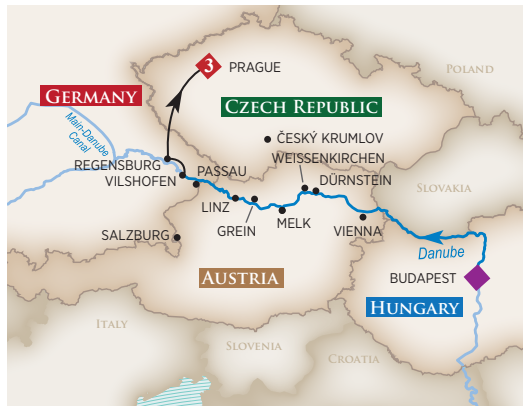 3
PRAGUE
POLAND
GERMANY
CZECH REPUBLIC
Main-Danube
Canal
ČESKÝ KRUMLOV
WEISSENKIRCHEN
REGENSBURG
PASSAU
VILSHOFEN
DÜRNSTEIN
SLOVAKIA
LINZ
GREIN
MELK
VIENNA
SALZBURG
Danube
AUSTRIA
BUDAPEST
HUNGARY
ITALY
SLOVENIA
CROATIA